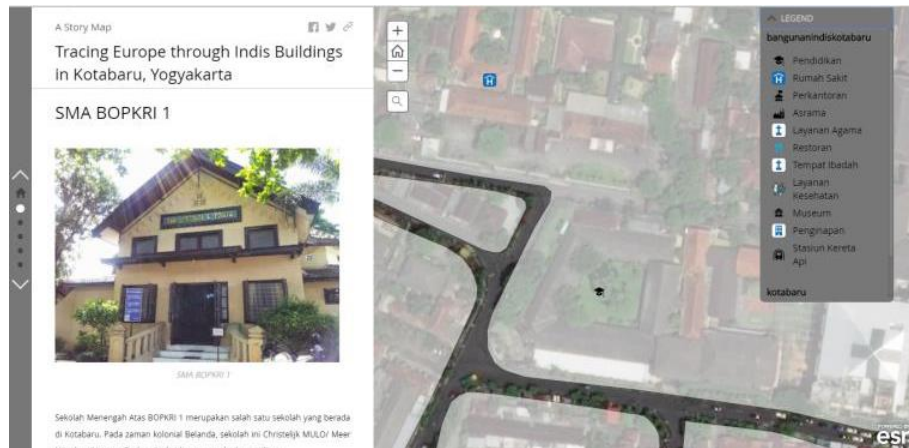 A Story Map
Tracing Europe through Indis Buildings
in Kotabaru, Yogyakarta
SMA BOPKRI 1
SMA BOPKRI 1
Sekolah Menengah Atas BOPKRI 1 merupakan salah satu sekolah yang berada
di Kotabaru. Pada zaman kolonial Belanda, sekolah ini Christelijk MULO/ Meer
LEGEND
bangunanindiskotabaru
Pendidikan
Rumah Sakit
Perkantoran
Asrama
Layanan Agama
Restoran
Tempat Ibadah
Layanan
Kesehatan
Museum
Penginapan
Stasiun Kereta
Api
kotabaru
POWERED BY
esri